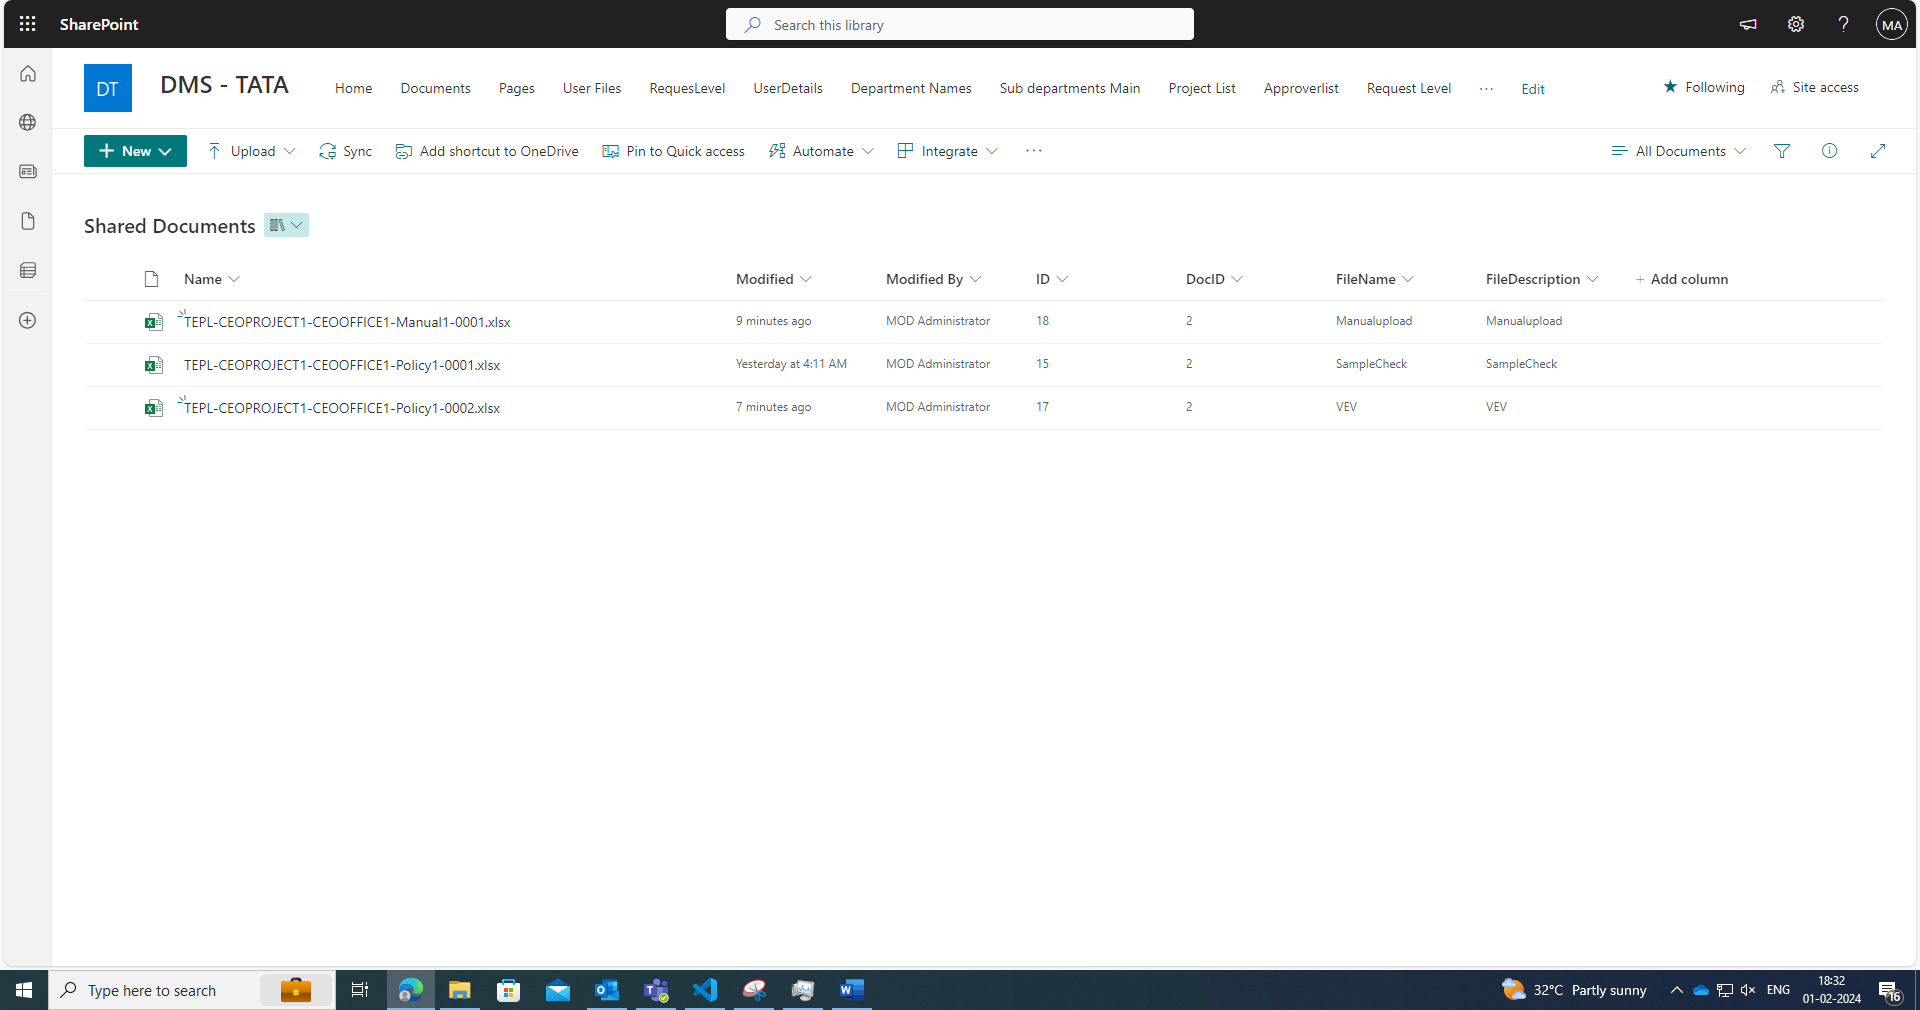 SharePoint
Search this library
MA
DT
DMS - TATA
Home Documents Pages User Files RequesLevel UserDetails Department Names Sub departments Main Project List Approverlist Request Level ··· Edit
Following Site access
New Upload Sync Add shortcut to OneDrive Pin to Quick access Automate Integrate ··· All Documents
Shared Documents
Name Modified Modified By ID DocID FileName FileDescription + Add column
TEPL-CEOPROJECT1-CEOOFFICE1-Manual1-0001.xlsx 9 minutes ago MOD Administrator 18 2 Manualupload Manualupload
TEPL-CEOPROJECT1-CEOOFFICE1-Policy1-0001.xlsx Yesterday at 4:11 AM MOD Administrator 15 2 SampleCheck SampleCheck
TEPL-CEOPROJECT1-CEOOFFICE1-Policy1-0002.xlsx 7 minutes ago MOD Administrator 17 2 VEV VEV
Type here to search
32°C Partly sunny
ENG
18:32
01-02-2024
16